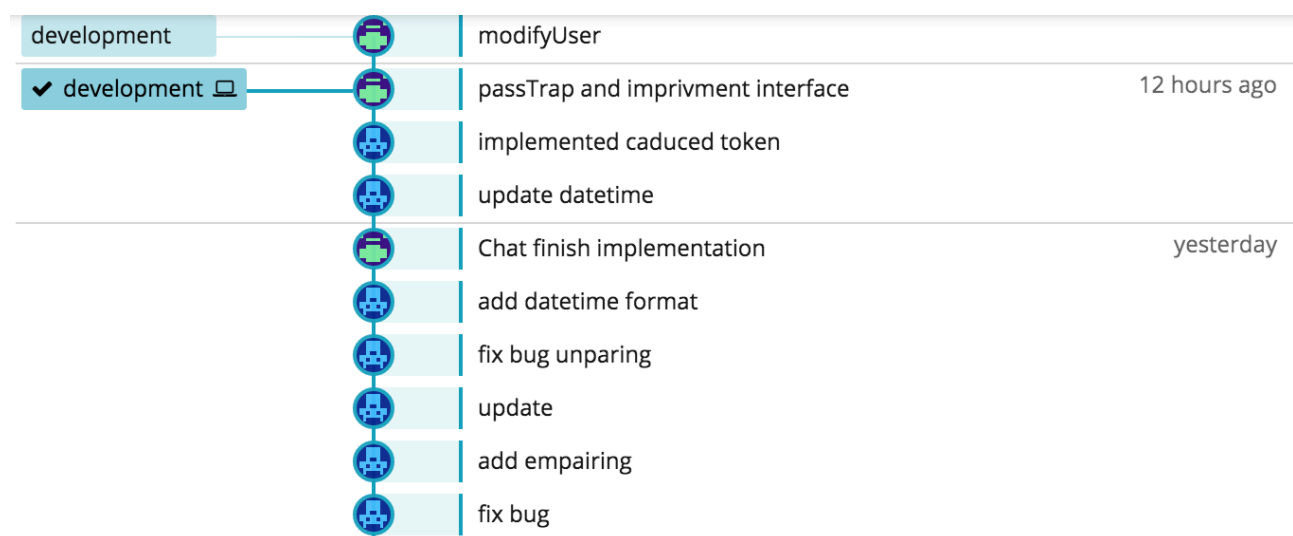 development modifyUser
✔ development passTrap and imprivment interface 12 hours ago
implemented caduced token
update datetime
Chat finish implementation yesterday
add datetime format
fix bug unparing
update
add empairing
fix bug